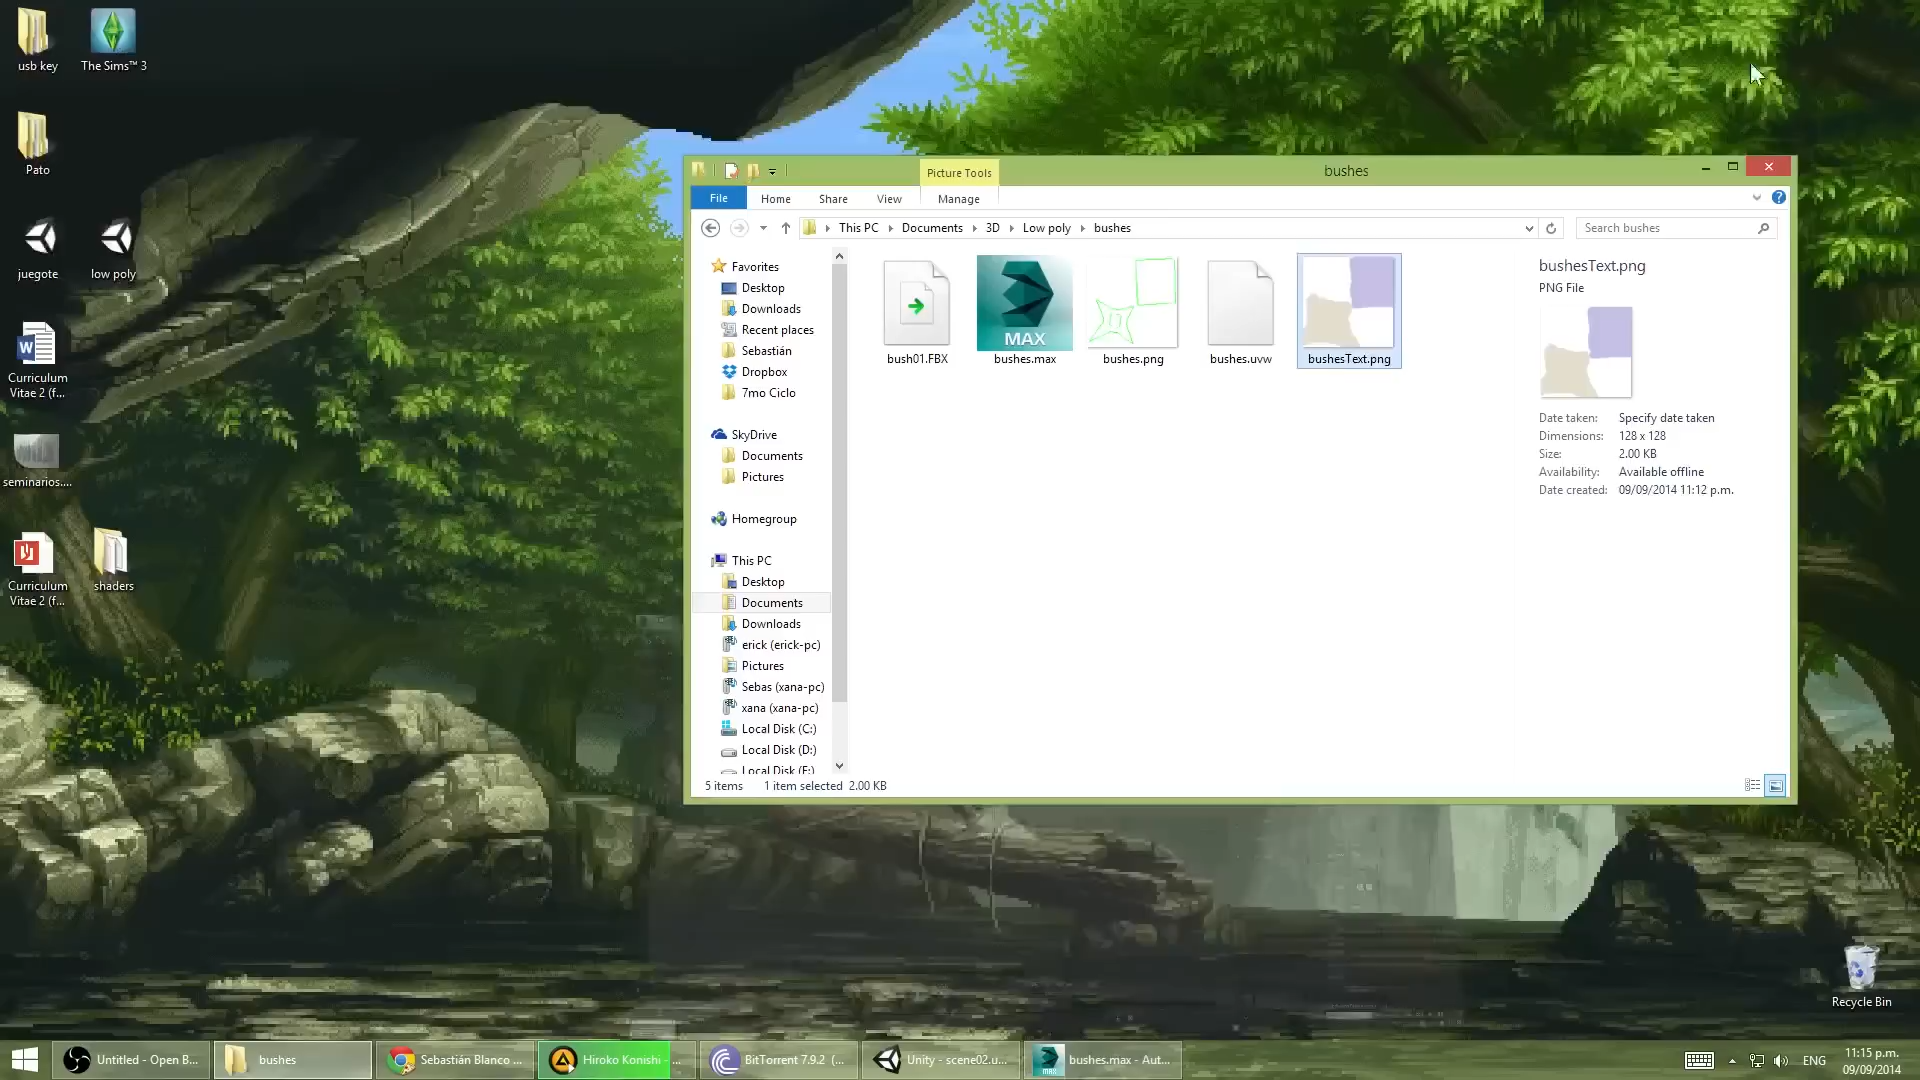 usb key
The Sims™ 3
Pato
juegote
low poly
Curriculum
Vitae 2 (f...
seminarios....
Curriculum
Vitae 2 (f...
shaders
Picture Tools
bushes
File
Home
Share
View
Manage
This PC
Documents
3D
Low poly
bushes
Search bushes
Favorites
Desktop
Downloads
Recent places
Sebastián
Dropbox
7mo Ciclo
SkyDrive
Documents
Pictures
Homegroup
This PC
Desktop
Documents
Downloads
erick (erick-pc)
Pictures
Sebas (xana-pc)
xana (xana-pc)
Local Disk (C:)
Local Disk (D:)
Local Disk (E:)
MAX
bush01.FBX
bushes.max
bushes.png
bushes.uvw
bushesText.png
bushesText.png
PNG File
Date taken: Specify date taken
Dimensions: 128 x 128
Size: 2.00 KB
Availability: Available offline
Date created: 09/09/2014 11:12 p.m.
5 items 1 item selected 2.00 KB
Recycle Bin
Untitled - Open B...
bushes
Sebastián Blanco ...
Hiroko Konishi - ...
BitTorrent 7.9.2 (...
Unity - scene02.u...
MAX
bushes.max - Aut...
ENG
11:15 p.m.
09/09/2014